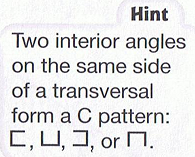 Hint
Two interior angles
on the same side
of a transversal
form a C pattern:
⊏, ⊔, ⊐, or ⊓.